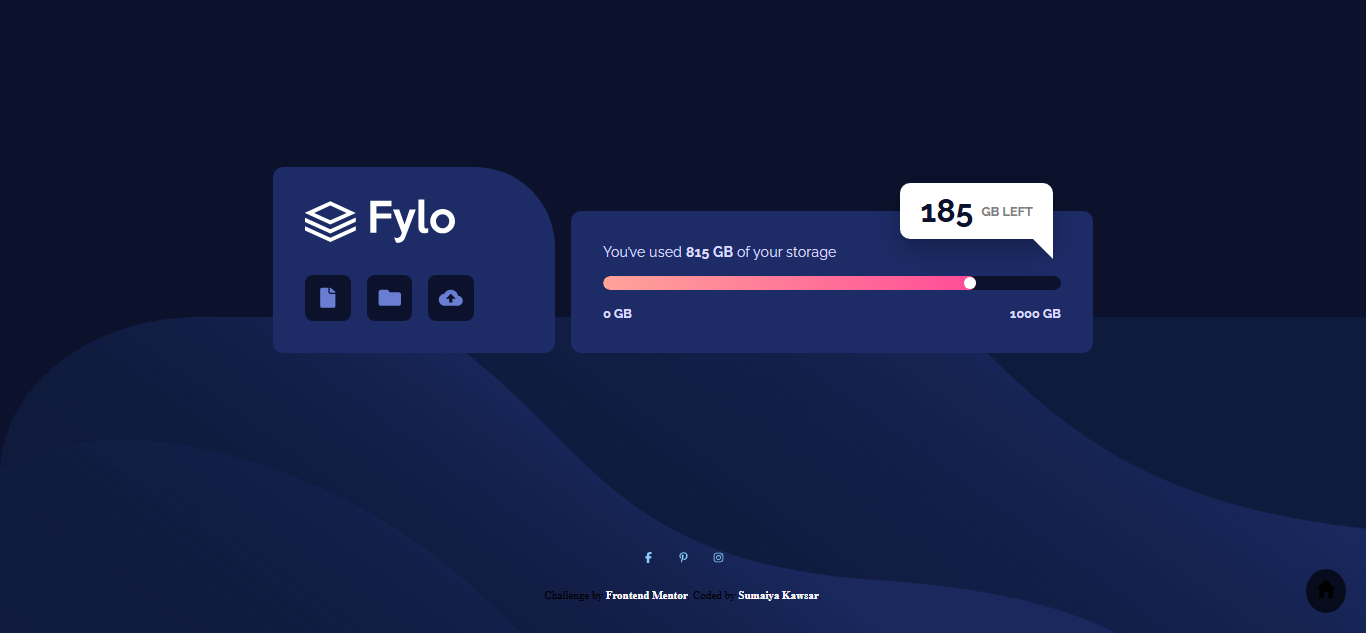 Fylo
185 GB LEFT
You've used 815 GB of your storage
0 GB 1000 GB
Challenge by Frontend Mentor. Coded by Sumaiya Kawsar.